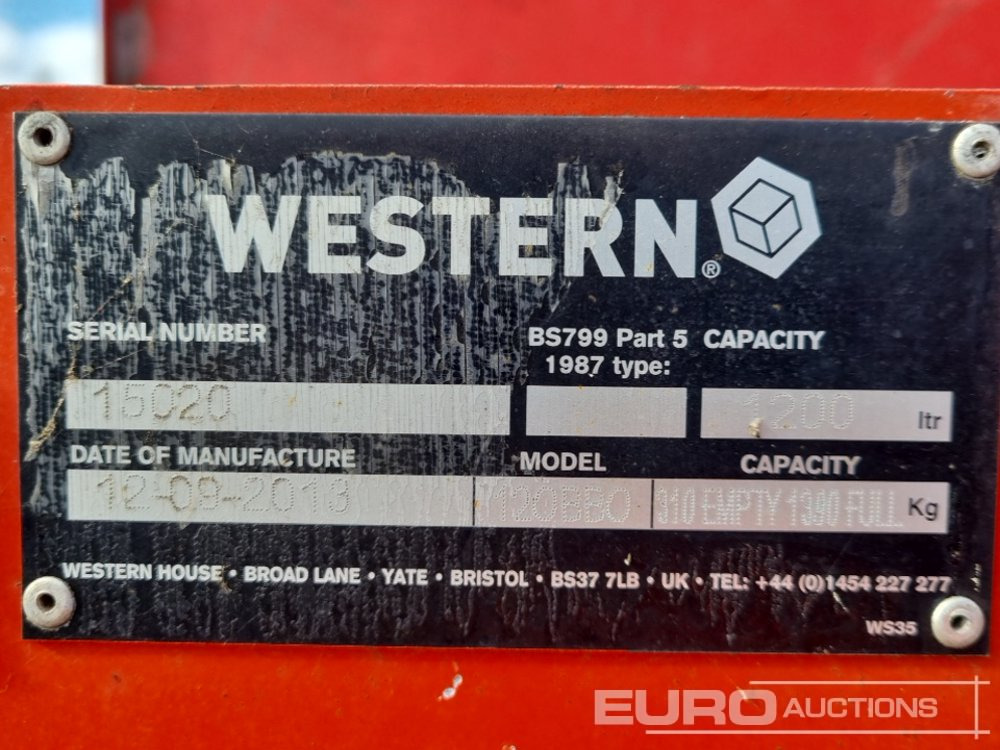 WESTERN®
SERIAL NUMBER BS799 Part 5 CAPACITY
1987 type:
15020 1200 ltr
DATE OF MANUFACTURE MODEL CAPACITY
12-09-2013 120BBO 310 EMPTY 1390 FULL Kg
WESTERN HOUSE • BROAD LANE • YATE • BRISTOL • BS37 7LB • UK • TEL: +44 (0)1454 227 277
WS35
EURO AUCTIONS